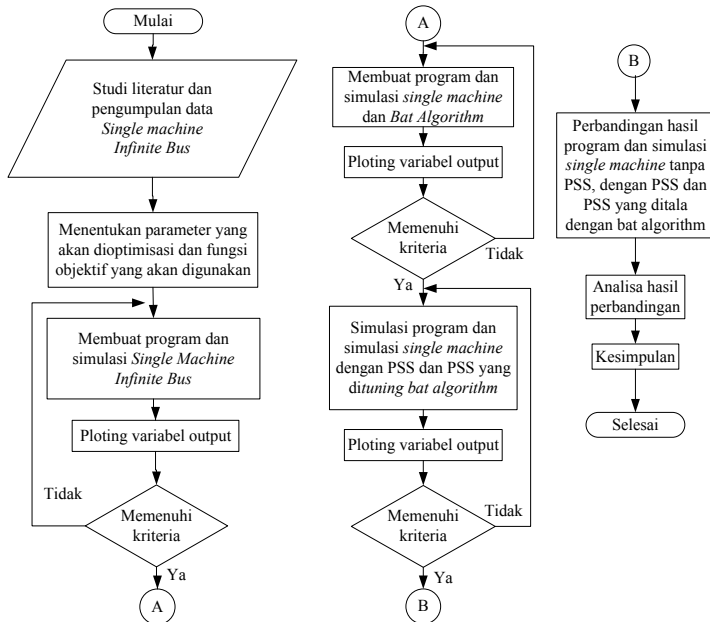 Mulai
Studi literatur dan
pengumpulan data
Single machine
Infinite Bus
Menentukan parameter yang
akan dioptimisasi dan fungsi
objektif yang akan digunakan
Membuat program dan
simulasi Single Machine
Infinite Bus
Ploting variabel output
Tidak
Memenuhi
kriteria
Ya
A
A
Membuat program dan
simulasi single machine
dan Bat Algorithm
Ploting variabel output
Memenuhi
kriteria
Tidak
Ya
Simulasi program dan
simulasi single machine
dengan PSS dan PSS yang
dituning bat algorithm
Ploting variabel output
Tidak
Memenuhi
kriteria
Ya
B
B
Perbandingan hasil
program dan simulasi
single machine tanpa
PSS, dengan PSS dan
PSS yang ditala
dengan bat algorithm
Analisa hasil
perbandingan
Kesimpulan
Selesai